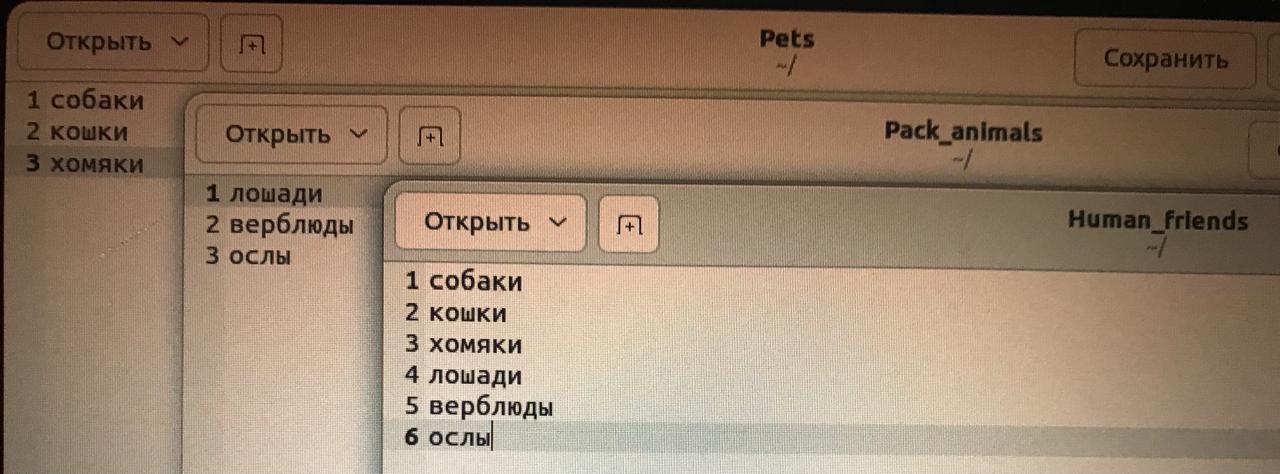 Открыть
Pets
~/
Сохранить
1 собаки
2 кошки
3 хомяки
Открыть
Pack_animals
~/
1 лошади
2 верблюды
3 ослы
Открыть
Human_friends
~/
1 собаки
2 кошки
3 хомяки
4 лошади
5 верблюды
6 ослы